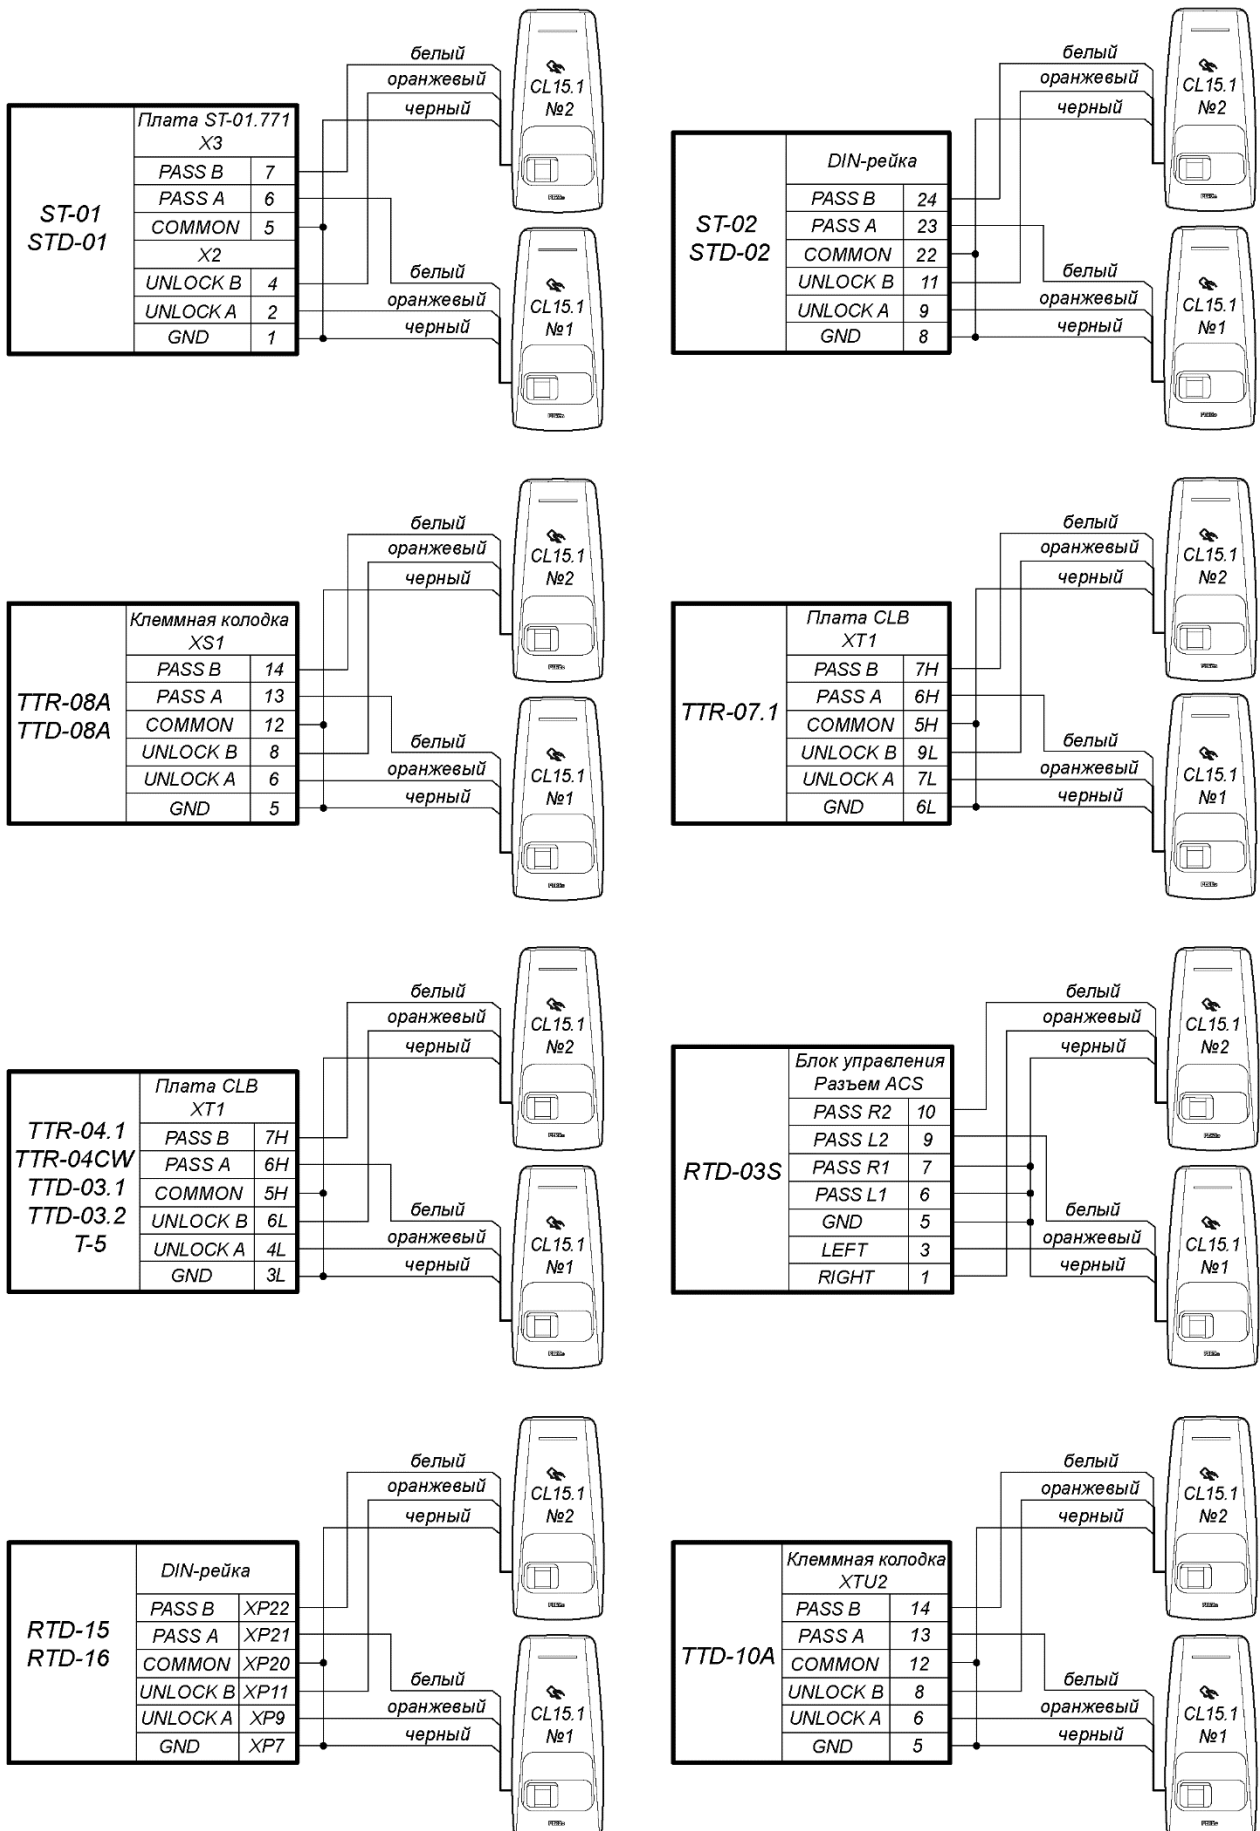 белый
оранжевый
черный
CL15.1
№2
ST-01
STD-01
Плата ST-01.771
X3
PASS B 7
PASS A 6
COMMON 5
X2
UNLOCK B 4
UNLOCK A 2
GND 1
белый
оранжевый
черный
CL15.1
№1
белый
оранжевый
черный
CL15.1
№2
ST-02
STD-02
DIN-рейка
PASS B 24
PASS A 23
COMMON 22
UNLOCK B 11
UNLOCK A 9
GND 8
белый
оранжевый
черный
CL15.1
№1
белый
оранжевый
черный
CL15.1
№2
TTR-08A
TTD-08A
Клеммная колодка
XS1
PASS B 14
PASS A 13
COMMON 12
UNLOCK B 8
UNLOCK A 6
GND 5
белый
оранжевый
черный
CL15.1
№1
белый
оранжевый
черный
CL15.1
№2
TTR-07.1
Плата CLB
XT1
PASS B 7H
PASS A 6H
COMMON 5H
UNLOCK B 9L
UNLOCK A 7L
GND 6L
белый
оранжевый
черный
CL15.1
№1
белый
оранжевый
черный
CL15.1
№2
TTR-04.1
TTR-04CW
TTD-03.1
TTD-03.2
T-5
Плата CLB
XT1
PASS B 7H
PASS A 6H
COMMON 5H
UNLOCK B 6L
UNLOCK A 4L
GND 3L
белый
оранжевый
черный
CL15.1
№1
белый
оранжевый
черный
CL15.1
№2
RTD-03S
Блок управления
Разъем ACS
PASS R2 10
PASS L2 9
PASS R1 7
PASS L1 6
GND 5
LEFT 3
RIGHT 1
белый
оранжевый
черный
CL15.1
№1
белый
оранжевый
черный
CL15.1
№2
RTD-15
RTD-16
DIN-рейка
PASS B XP22
PASS A XP21
COMMON XP20
UNLOCK B XP11
UNLOCK A XP9
GND XP7
белый
оранжевый
черный
CL15.1
№1
белый
оранжевый
черный
CL15.1
№2
TTD-10A
Клеммная колодка
XTU2
PASS B 14
PASS A 13
COMMON 12
UNLOCK B 8
UNLOCK A 6
GND 5
белый
оранжевый
черный
CL15.1
№1